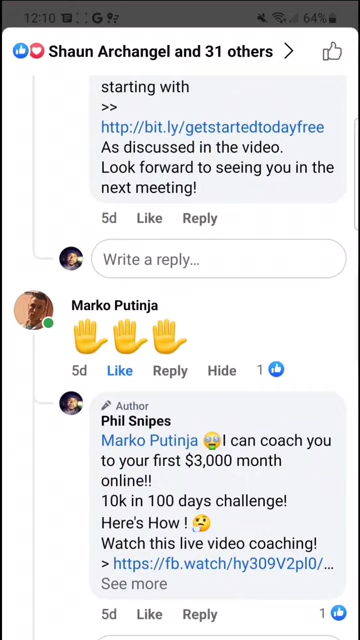 12:10
64%
Shaun Archangel and 31 others
starting with
>>
http://bit.ly/getstartedtodayfree
As discussed in the video.
Look forward to seeing you in the
next meeting!
5d Like Reply
Write a reply...
Marko Putinja
5d Like Reply Hide 1
Author
Phil Snipes
Marko Putinja I can coach you
to your first $3,000 month
online!!
10k in 100 days challenge!
Here's How !
Watch this live video coaching!
> https://fb.watch/hy309V2pl0/...
See more
5d Like Reply 1